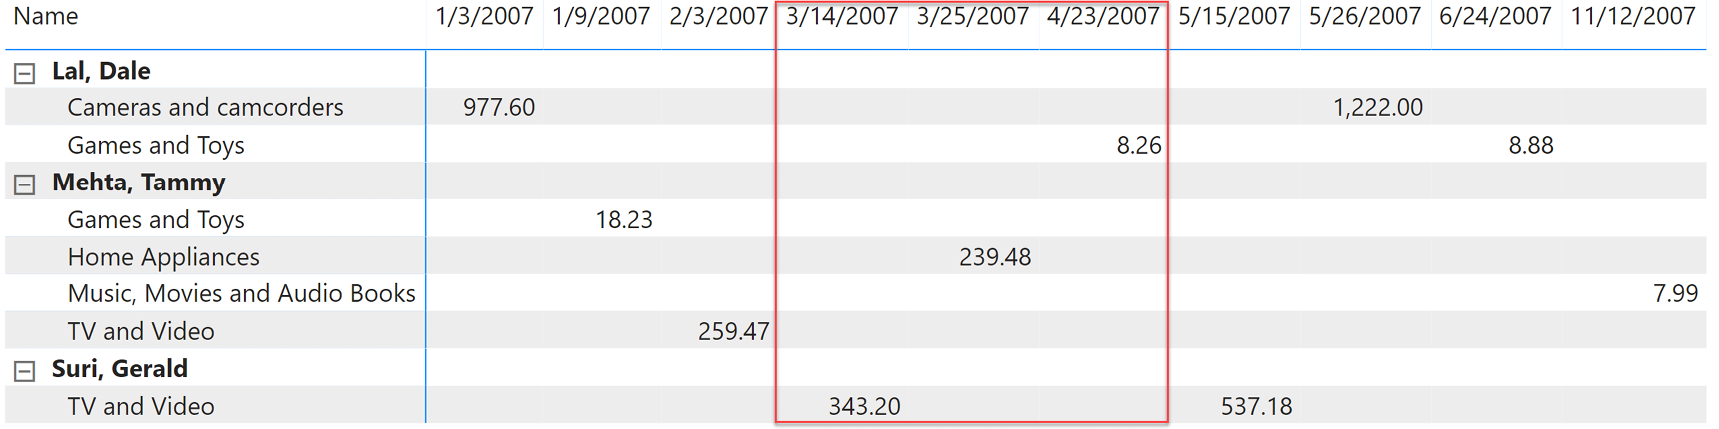 Name 1/3/2007 1/9/2007 2/3/2007 3/14/2007 3/25/2007 4/23/2007 5/15/2007 5/26/2007 6/24/2007 11/12/2007
Lal, Dale
Cameras and camcorders 977.60 1,222.00
Games and Toys 8.26 8.88
Mehta, Tammy
Games and Toys 18.23
Home Appliances 239.48
Music, Movies and Audio Books 7.99
TV and Video 259.47
Suri, Gerald
TV and Video 343.20 537.18